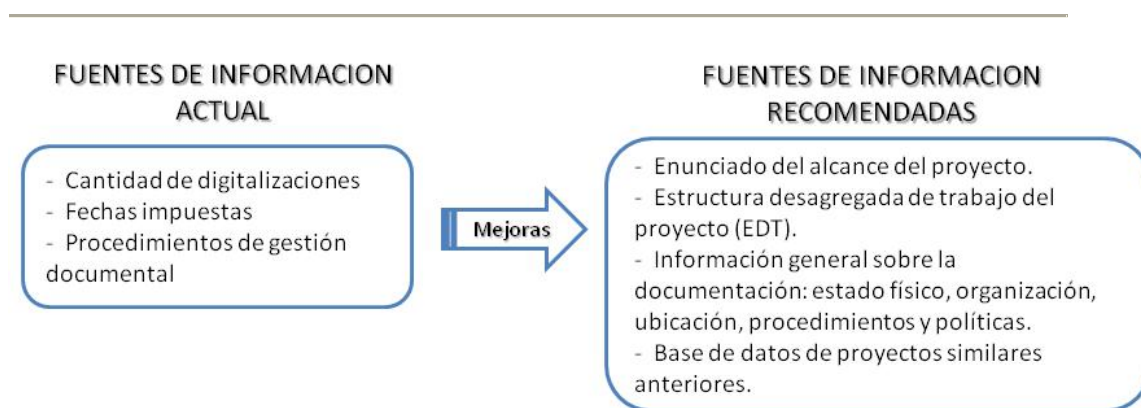 FUENTES DE INFORMACION
ACTUAL
- Cantidad de digitalizaciones
- Fechas impuestas
- Procedimientos de gestión
documental
Mejoras
FUENTES DE INFORMACION
RECOMENDADAS
- Enunciado del alcance del proyecto.
- Estructura desagregada de trabajo del
proyecto (EDT).
- Información general sobre la
documentación: estado físico, organización,
ubicación, procedimientos y políticas.
- Base de datos de proyectos similares
anteriores.